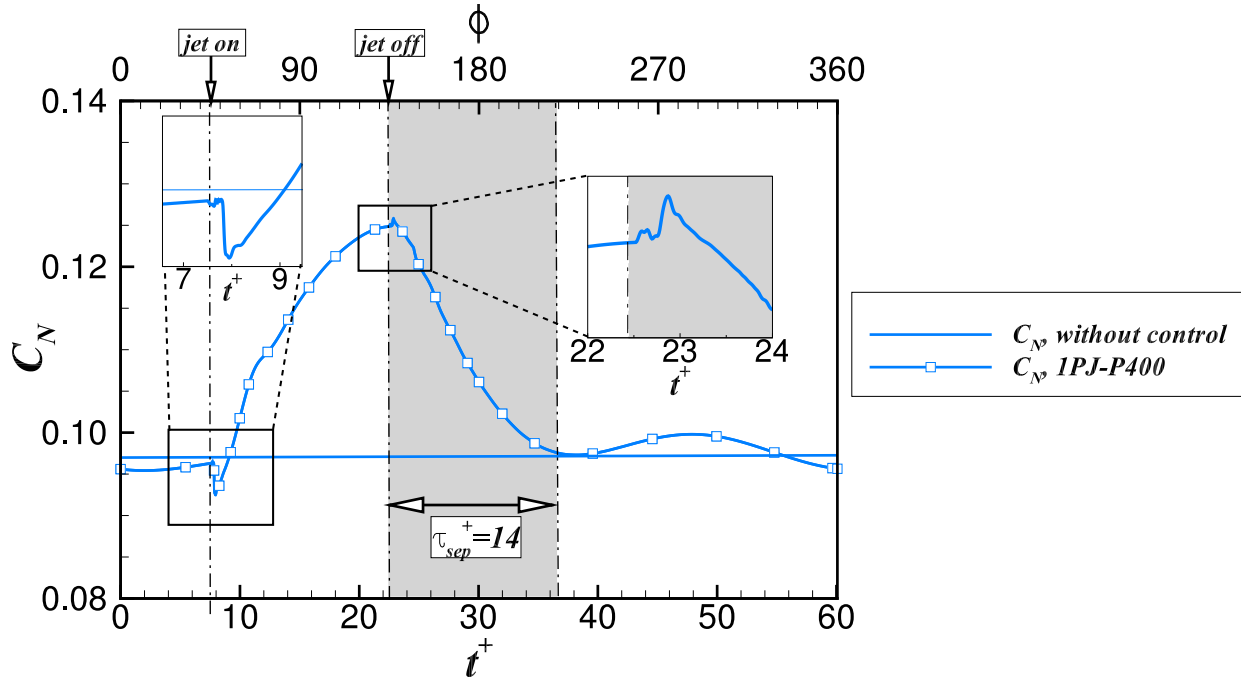 ϕ
jet on
jet off
0 90 180 270 360
0.14
0.12
0.10
0.08
C_N
7 9
t^+
22 23 24
t^+
τ_sep^+=14
0 10 20 30 40 50 60
t^+
C_N, without control
C_N, 1PJ-P400